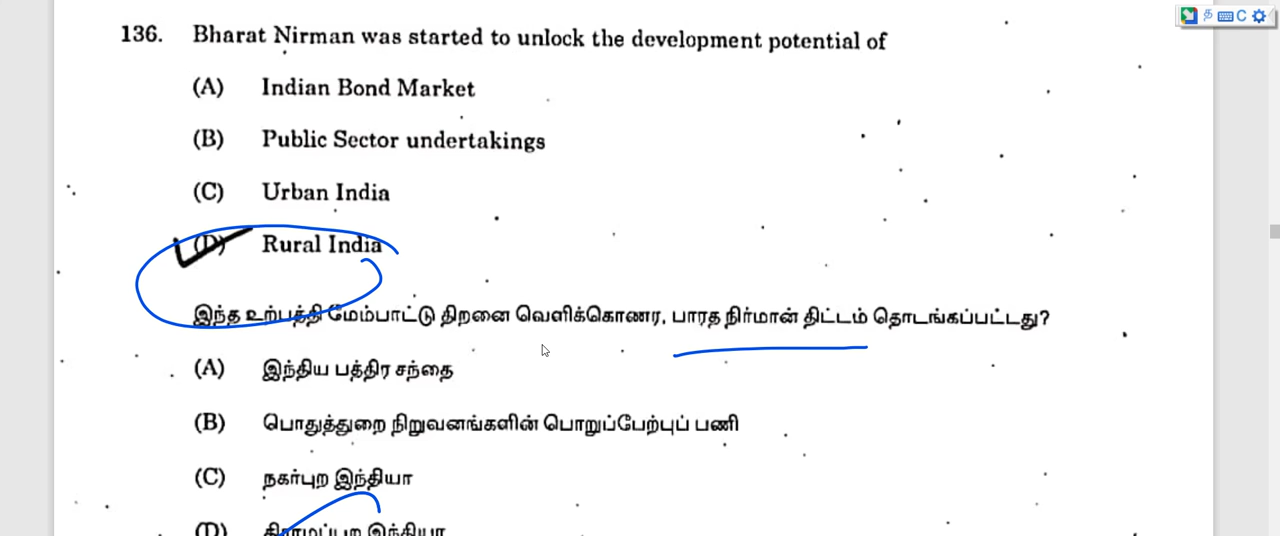 136. Bharat Nirman was started to unlock the development potential of
(A) Indian Bond Market
(B) Public Sector undertakings
(C) Urban India
(D) Rural India
இந்த உற்பத்தி மேம்பாட்டு திறனை வெளிக்கொணர, பாரத நிர்மான் திட்டம் தொடங்கப்பட்டது?
(A) இந்திய பத்திர சந்தை
(B) பொதுத்துறை நிறுவனங்களின் பொறுப்பேற்புப் பணி
(C) நகர்புற இந்தியா
(D) கிராமப்புற இந்தியா